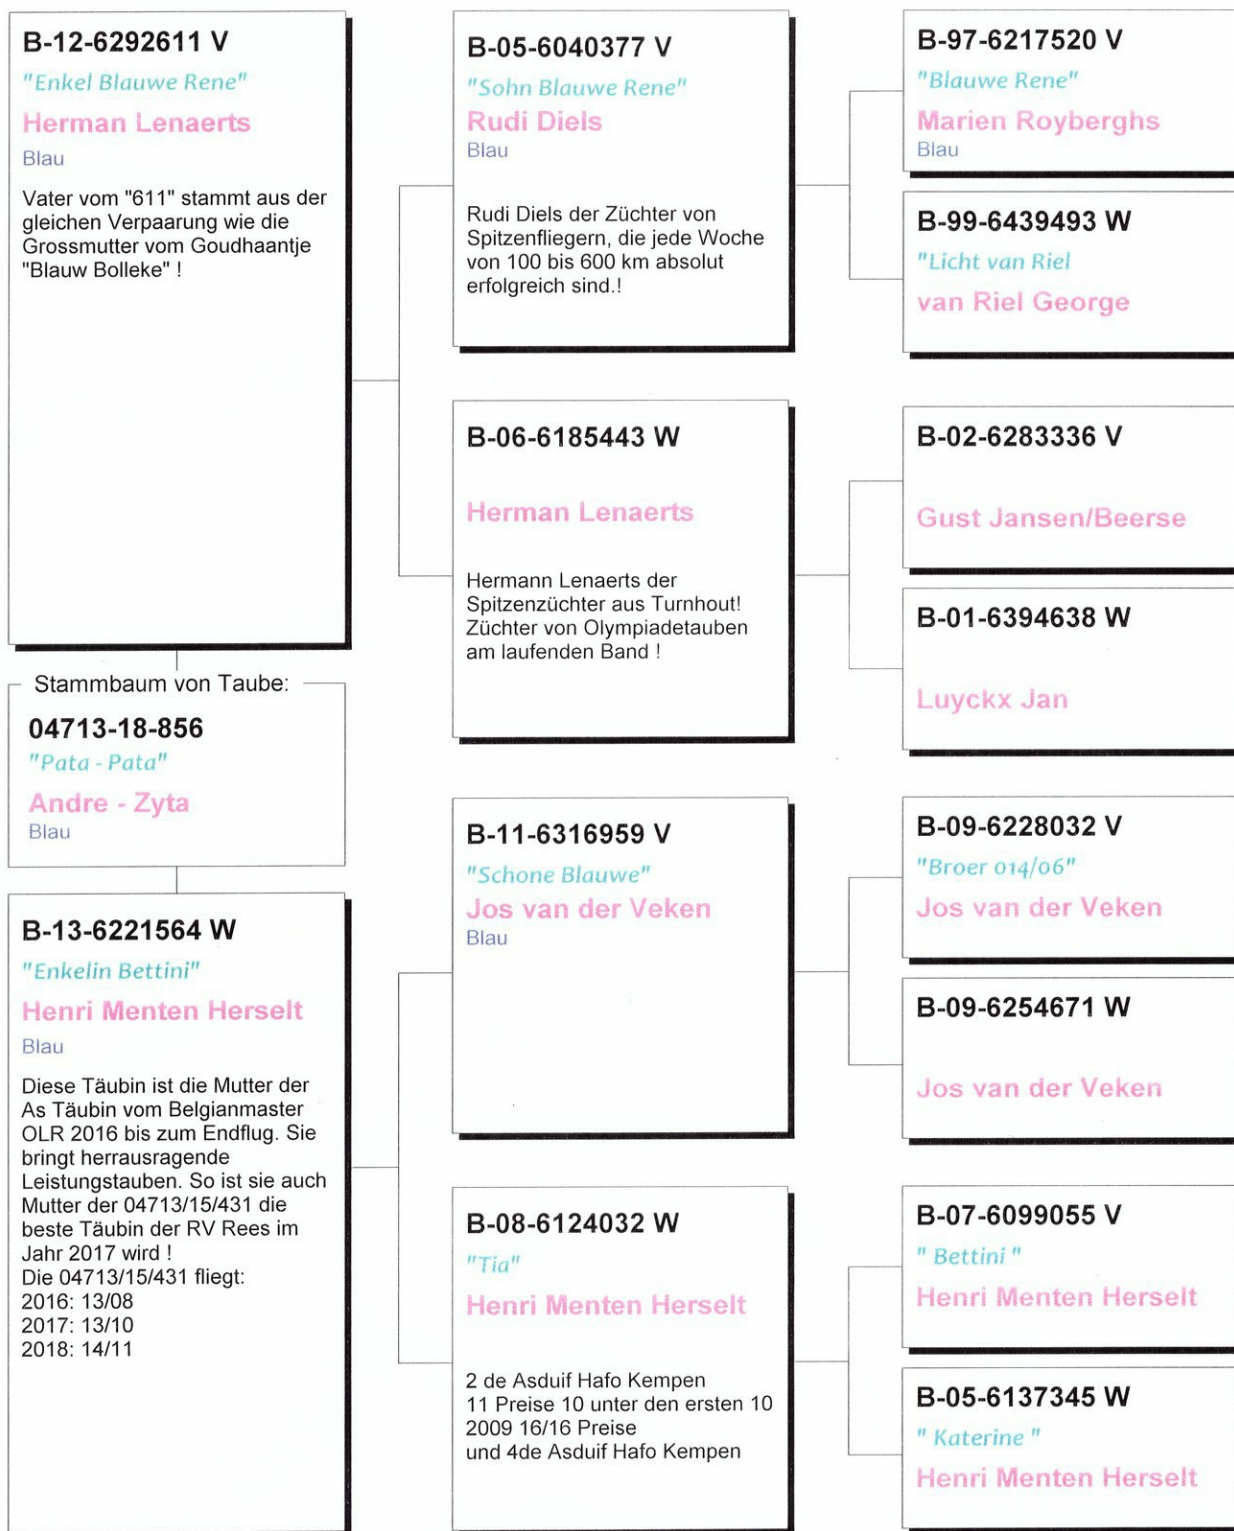 B-12-6292611 V
"Enkel Blauwe Rene"
Herman Lenaerts
Blau
Vater vom "611" stammt aus der
gleichen Verpaarung wie die
Grossmutter vom Goudhaantje
"Blauw Bolleke" !
Stammbaum von Taube:
04713-18-856
"Pata - Pata"
Andre - Zyta
Blau
B-13-6221564 W
"Enkelin Bettini"
Henri Menten Herselt
Blau
Diese Täubin ist die Mutter der
As Täubin vom Belgianmaster
OLR 2016 bis zum Endflug. Sie
bringt herrausragende
Leistungstauben. So ist sie auch
Mutter der 04713/15/431 die
beste Täubin der RV Rees im
Jahr 2017 wird !
Die 04713/15/431 fliegt:
2016: 13/08
2017: 13/10
2018: 14/11
B-05-6040377 V
"Sohn Blauwe Rene"
Rudi Diels
Blau
Rudi Diels der Züchter von
Spitzenfliegern, die jede Woche
von 100 bis 600 km absolut
erfolgreich sind.!
B-06-6185443 W
Herman Lenaerts
Hermann Lenaerts der
Spitzenzüchter aus Turnhout!
Züchter von Olympiadetauben
am laufenden Band !
B-11-6316959 V
"Schone Blauwe"
Jos van der Veken
Blau
B-08-6124032 W
"Tia"
Henri Menten Herselt
2 de Asduif Hafo Kempen
11 Preise 10 unter den ersten 10
2009 16/16 Preise
und 4de Asduif Hafo Kempen
B-97-6217520 V
"Blauwe Rene"
Marien Royberghs
Blau
B-99-6439493 W
"Licht van Riel
van Riel George
B-02-6283336 V
Gust Jansen/Beerse
B-01-6394638 W
Luyckx Jan
B-09-6228032 V
"Broer 014/06"
Jos van der Veken
B-09-6254671 W
Jos van der Veken
B-07-6099055 V
" Bettini "
Henri Menten Herselt
B-05-6137345 W
" Katerine "
Henri Menten Herselt